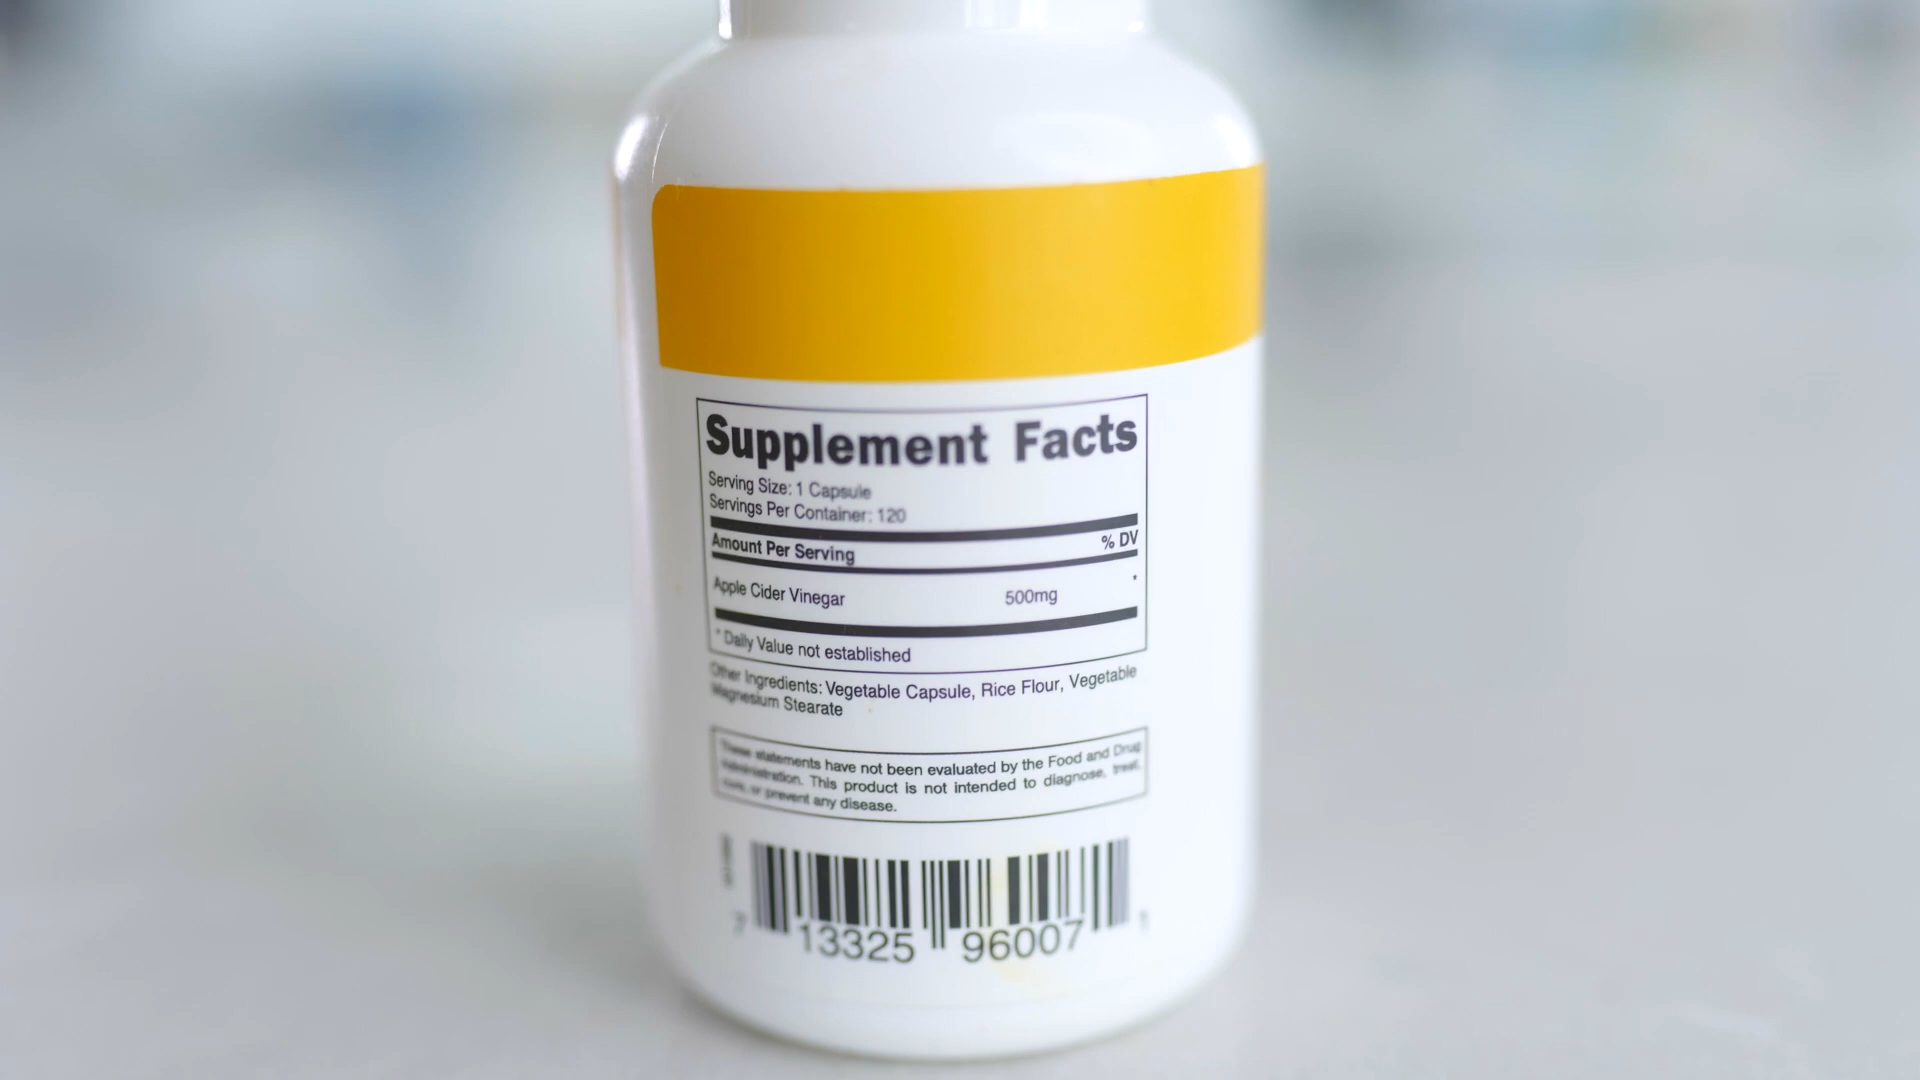 Supplement Facts
Serving Size: 1 Capsule
Servings Per Container: 120
Amount Per Serving % DV
Apple Cider Vinegar 500mg *
* Daily Value not established
Other Ingredients: Vegetable Capsule, Rice Flour, Vegetable
Magnesium Stearate
These statements have not been evaluated by the Food and Drug
Administration. This product is not intended to diagnose, treat,
cure, or prevent any disease.
7 13325 96007 1